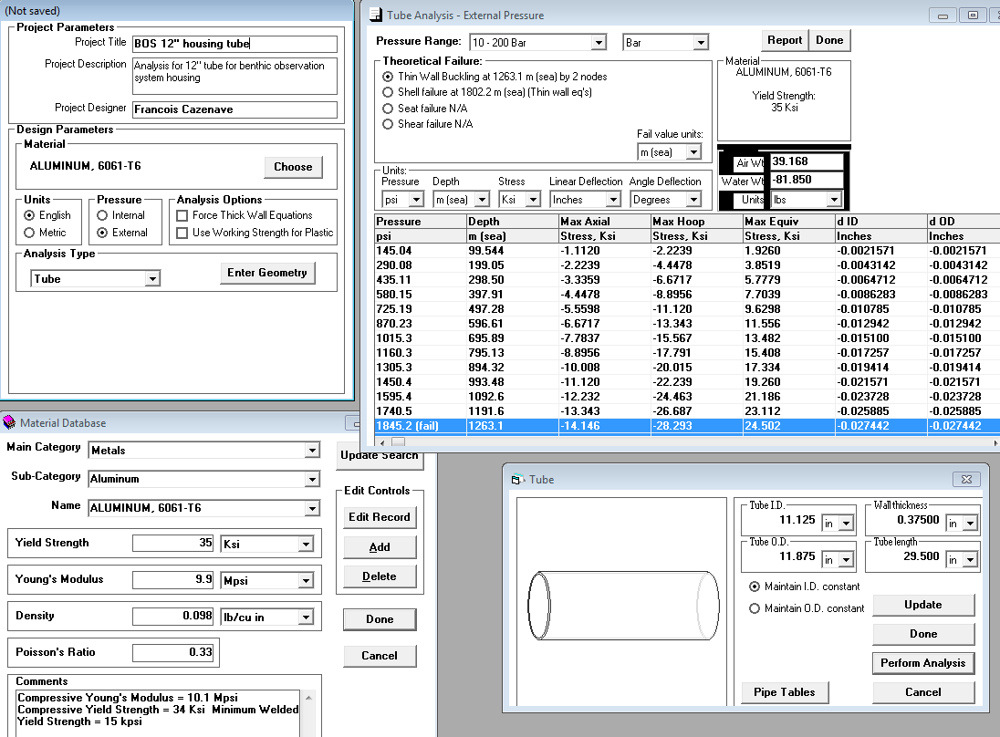 (Not saved)
Project Parameters
Project Title BOS 12" housing tube
Project Description Analysis for 12" tube for benthic observation
system housing
Project Designer Francois Cazenave
Design Parameters
Material
ALUMINUM, 6061-T6 Choose
Units Pressure Analysis Options
English Internal Force Thick Wall Equations
Metric External Use Working Strength for Plastic
Analysis Type
Tube Enter Geometry
Tube Analysis - External Pressure
Pressure Range: 10 - 200 Bar Bar Report Done
Theoretical Failure:
Thin Wall Buckling at 1263.1 m (sea) by 2 nodes
Shell failure at 1802.2 m (sea) (Thin wall eq's)
Seat failure N/A
Shear failure N/A
Fail value units:
m (sea)
Material
ALUMINUM, 6061-T6
Yield Strength:
35 Ksi
Air Wt 39.168
Water Wt -81.850
Units lbs
Units:
Pressure Depth Stress Linear Deflection Angle Deflection
psi m (sea) Ksi Inches Degrees
Pressure Depth Max Axial Max Hoop Max Equiv d ID d OD
psi m (sea) Stress, Ksi Stress, Ksi Stress, Ksi Inches Inches
145.04 99.544 -1.1120 -2.2239 1.9260 -0.0021571 -0.0021571
290.08 199.05 -2.2239 -4.4478 3.8519 -0.0043142 -0.0043142
435.11 298.50 -3.3359 -6.6717 5.7779 -0.0064712 -0.0064712
580.15 397.91 -4.4478 -8.8956 7.7039 -0.0086283 -0.0086283
725.19 497.28 -5.5598 -11.120 9.6298 -0.010785 -0.010785
870.23 596.61 -6.6717 -13.343 11.556 -0.012942 -0.012942
1015.3 695.89 -7.7837 -15.567 13.482 -0.015100 -0.015100
1160.3 795.13 -8.8956 -17.791 15.408 -0.017257 -0.017257
1305.3 894.32 -10.008 -20.015 17.334 -0.019414 -0.019414
1450.4 993.48 -11.120 -22.239 19.260 -0.021571 -0.021571
1595.4 1092.6 -12.232 -24.463 21.186 -0.023728 -0.023728
1740.5 1191.6 -13.343 -26.687 23.112 -0.025885 -0.025885
1845.2 (fail) 1263.1 -14.146 -28.293 24.502 -0.027442 -0.027442
Material Database
Main Category Metals
Sub-Category Aluminum
Name ALUMINUM, 6061-T6
Yield Strength 35 Ksi
Young's Modulus 9.9 Mpsi
Density 0.098 lb/cu in
Poisson's Ratio 0.33
Comments
Compressive Young's Modulus = 10.1 Mpsi
Compressive Yield Strength = 34 Ksi Minimum Welded
Yield Strength = 15 kpsi
Update Search
Edit Controls
Edit Record
Add
Delete
Done
Cancel
Tube
Tube I.D. Wall thickness
11.125 in 0.37500 in
Tube O.D. Tube length
11.875 in 29.500 in
Maintain I.D. constant
Maintain O.D. constant
Update
Done
Perform Analysis
Pipe Tables Cancel